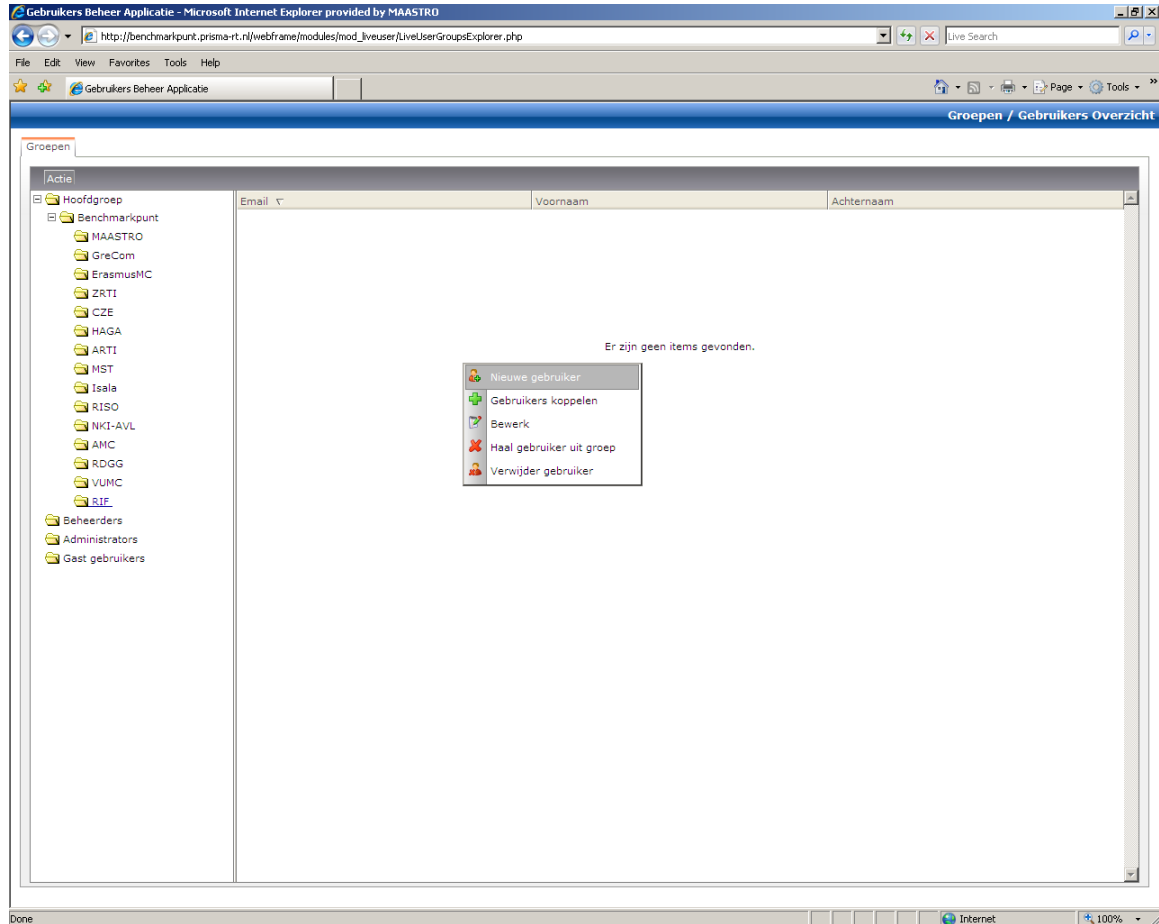 Gebruikers Beheer Applicatie - Microsoft Internet Explorer provided by MAASTRO
http://benchmarkpunt.prisma-rt.nl/webframe/modules/mod_liveuser/LiveUserGroupsExplorer.php
Live Search
File Edit View Favorites Tools Help
Gebruikers Beheer Applicatie
Page Tools »
Groepen / Gebruikers Overzicht
Groepen
Actie
Hoofdgroep
Email Voornaam Achternaam
Benchmarkpunt
MAASTRO
GreCom
ErasmusMC
ZRTI
CZE
HAGA
ARTI
MST
Isala
RISO
NKI-AVL
AMC
RDGG
VUMC
RIF
Beheerders
Administrators
Gast gebruikers
Er zijn geen items gevonden.
Nieuwe gebruiker
Gebruikers koppelen
Bewerk
Haal gebruiker uit groep
Verwijder gebruiker
Done
Internet
100%